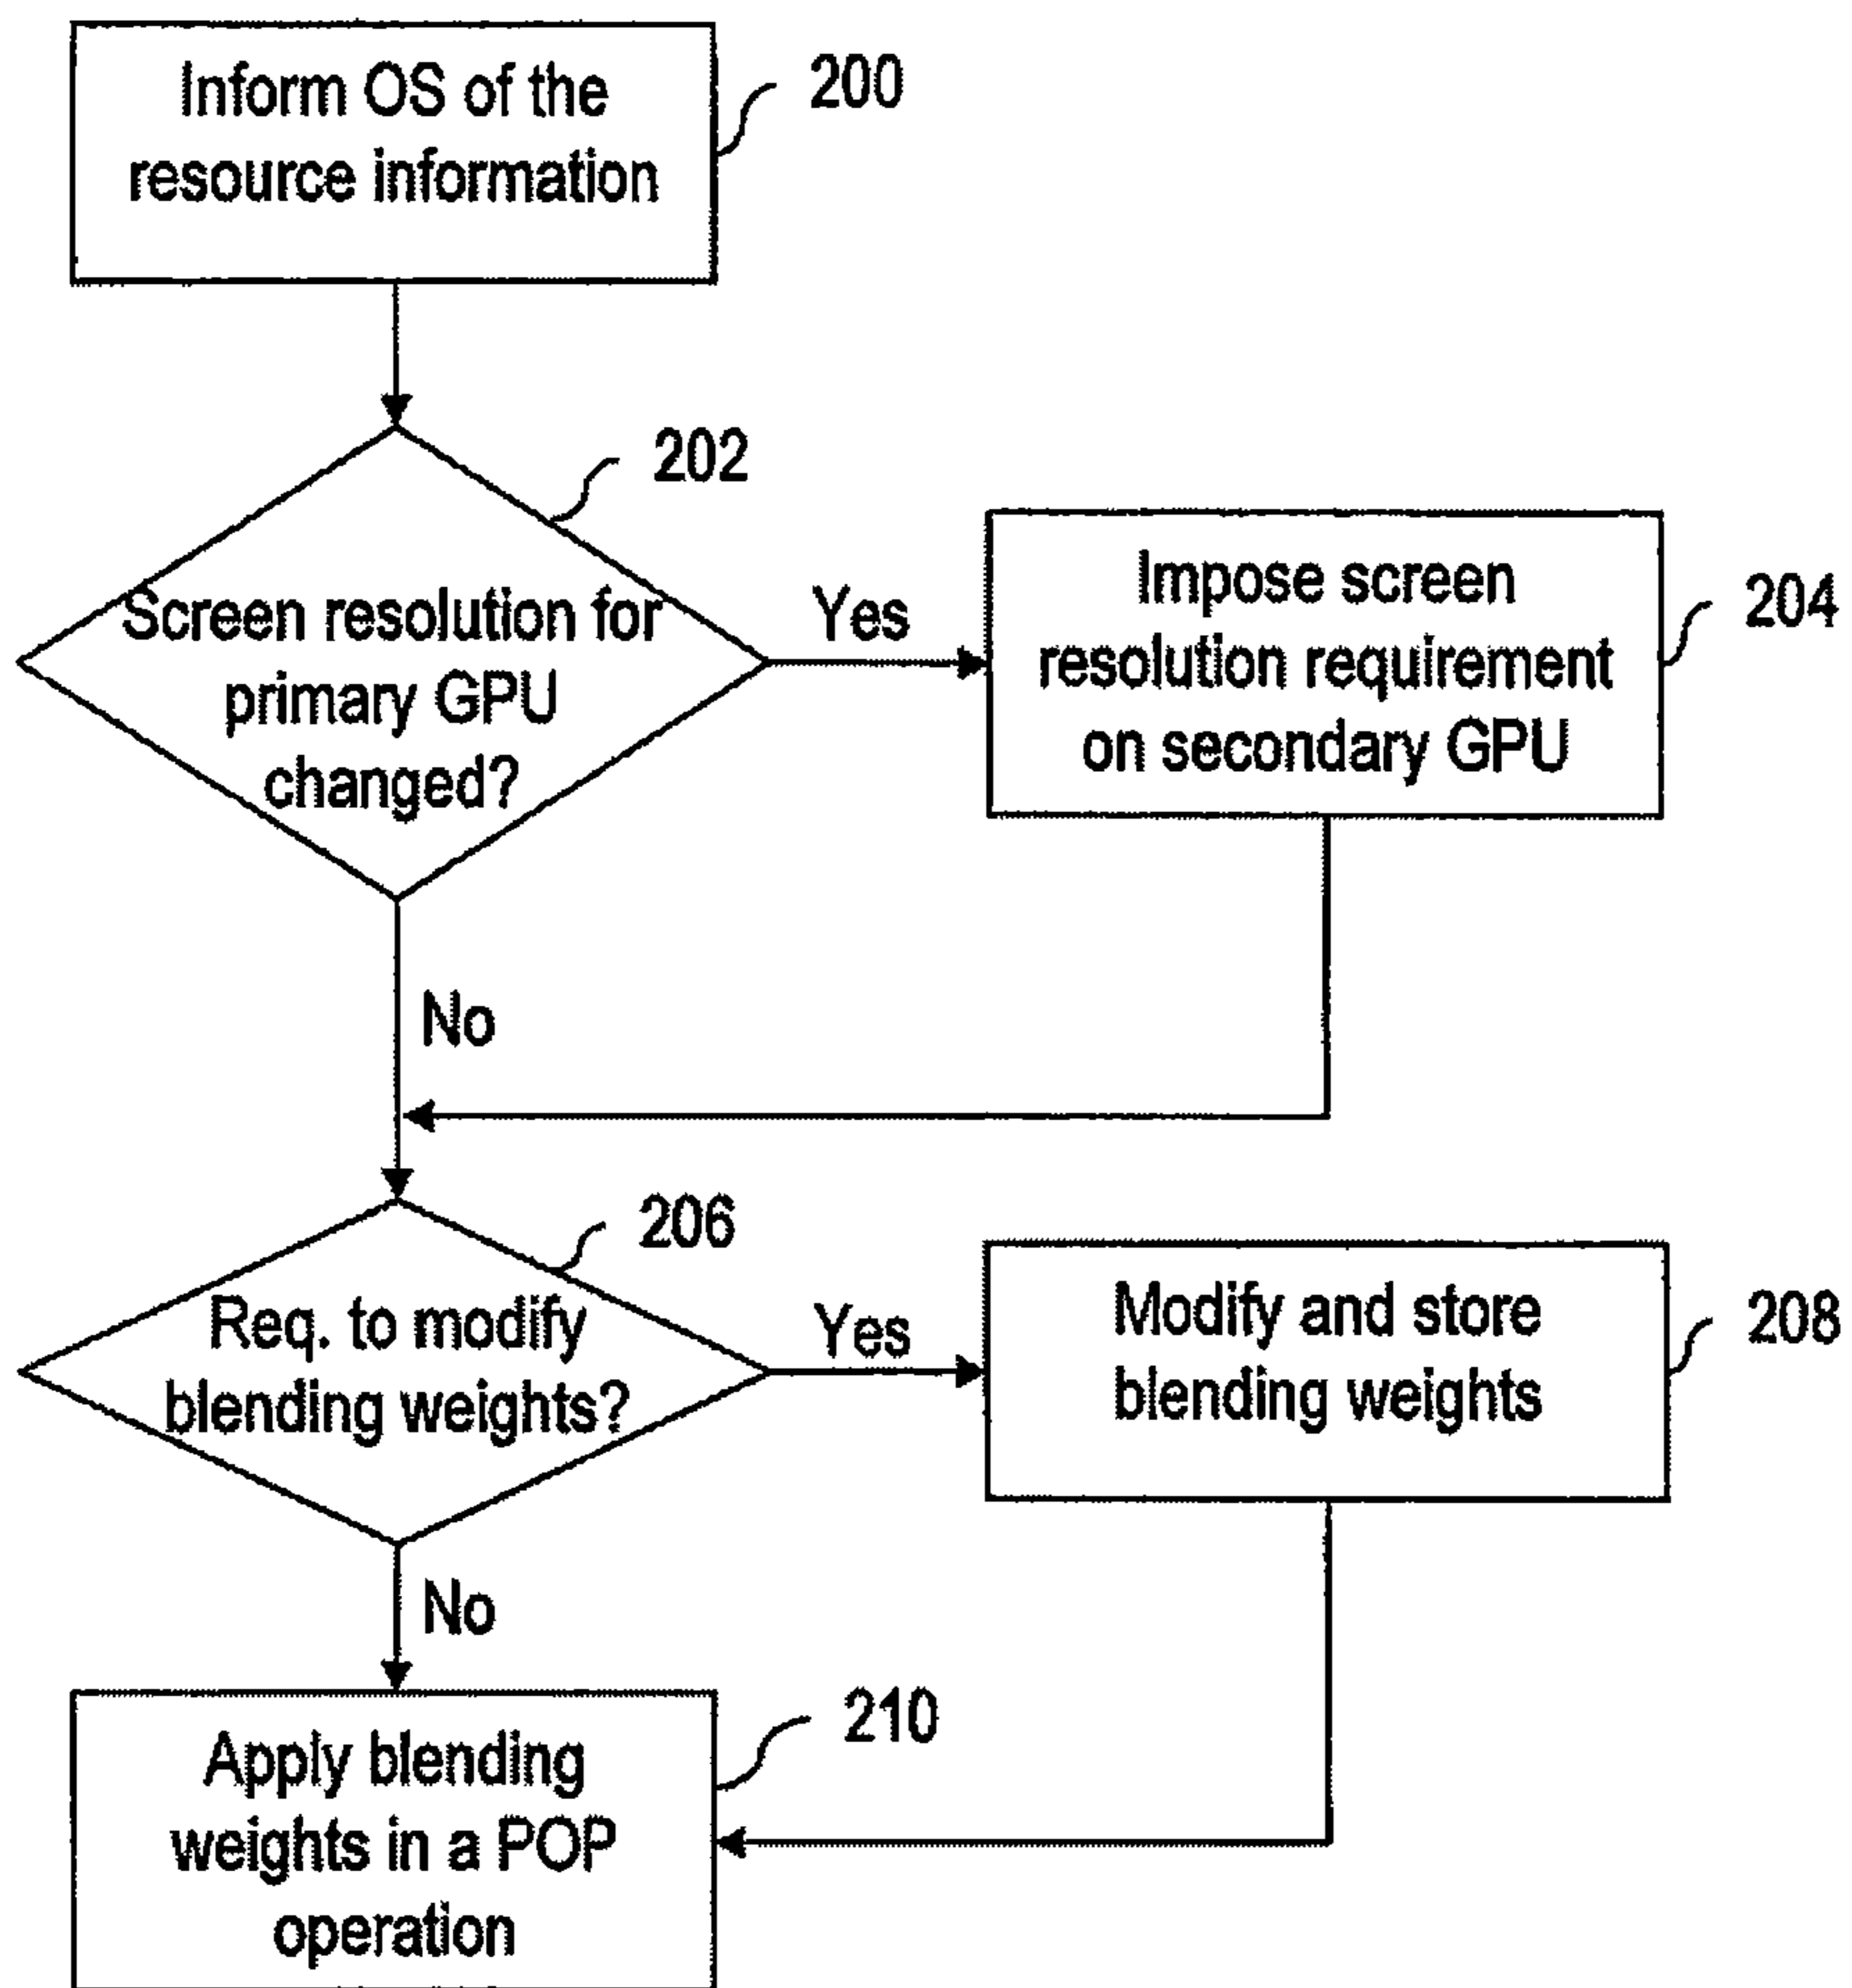 Inform OS of the
resource information
200
202
Screen resolution for
primary GPU
changed?
Yes
Impose screen
resolution requirement
on secondary GPU
204
No
206
Req. to modify
blending weights?
Yes
Modify and store
blending weights
208
No
210
Apply blending
weights in a POP
operation